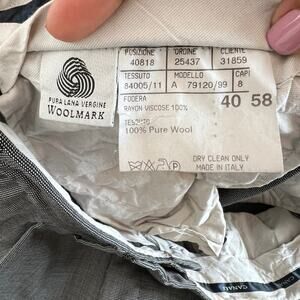 POSIZIONE ORDINE CLIENTE
40818 25437 31859
TESSUTO MODELLO CAPI
84005/11 A 79120/99 8
FODERA
RAYON VISCOSE 100%
40 58
TESSUTO
100% Pure Wool
DRY CLEAN ONLY
MADE IN ITALY
PURA LANA VERGINE
WOOLMARK
CANALI